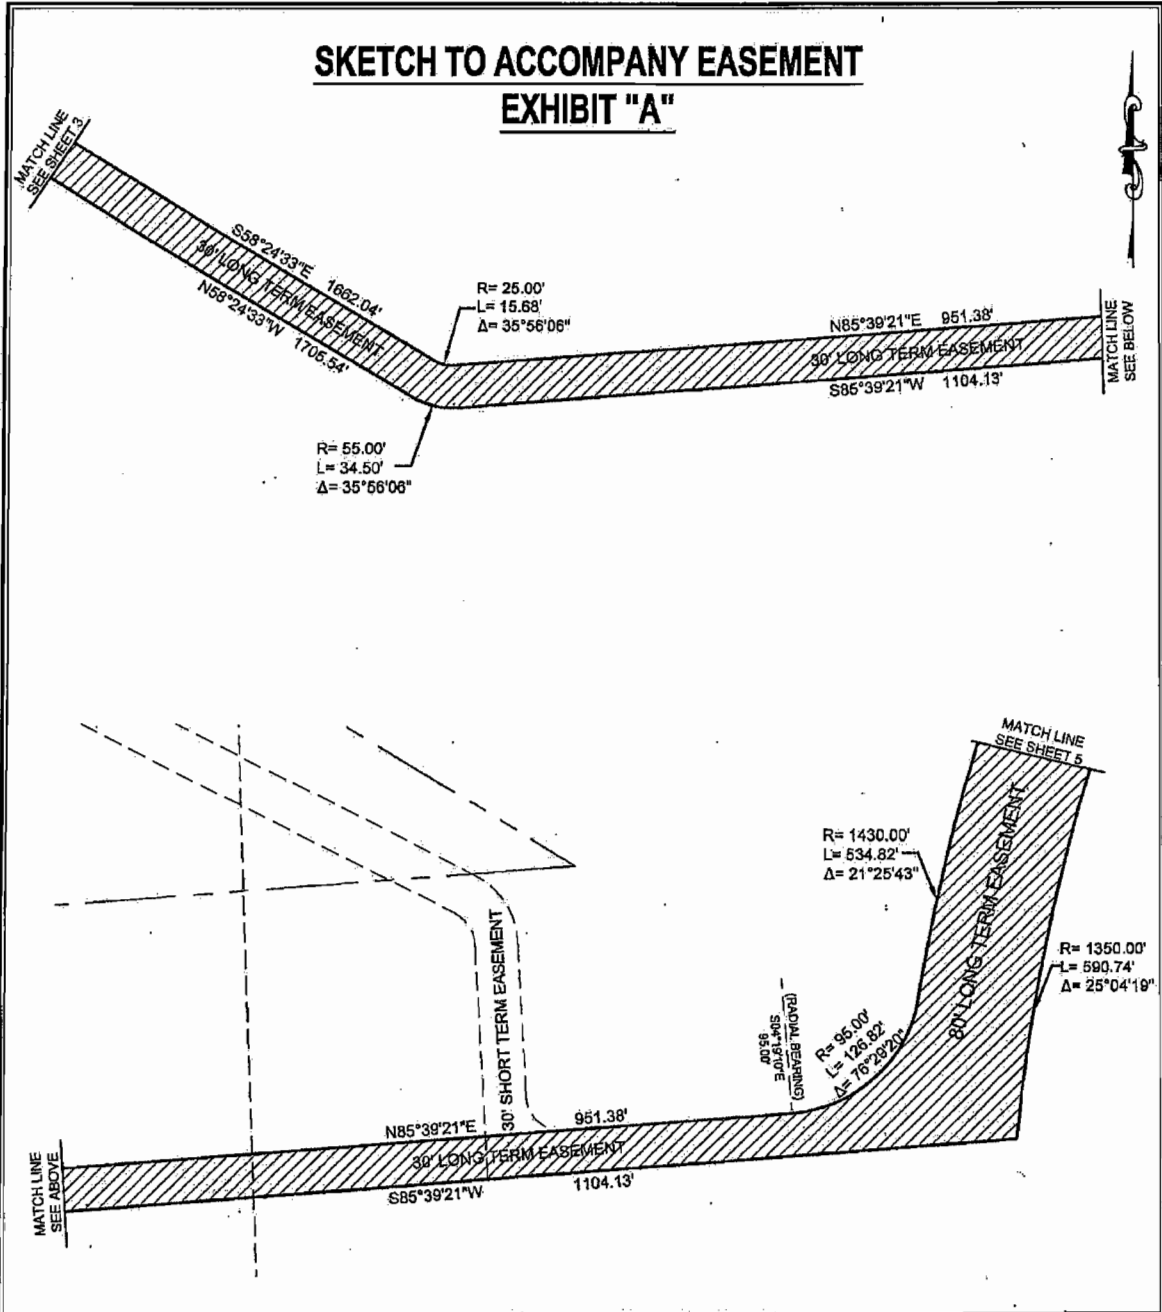 SKETCH TO ACCOMPANY EASEMENT
EXHIBIT "A"
MATCH LINE
SEE SHEET 3
S58°24'33"E 1662.04'
30' LONG TERM EASEMENT
N58°24'33"W 1705.54'
R= 25.00'
L= 15.68'
Δ= 35°56'06"
R= 55.00'
L= 34.50'
Δ= 35°56'06"
N85°39'21"E 951.38'
30' LONG TERM EASEMENT
S85°39'21"W 1104.13'
MATCH LINE
SEE BELOW
MATCH LINE
SEE SHEET 5
R= 1430.00'
L= 534.82'
Δ= 21°25'43"
80' LONG TERM EASEMENT
R= 1350.00'
L= 590.74'
Δ= 25°04'19"
30' SHORT TERM EASEMENT
(RADIAL BEARING)
S04°19'10"E
95.00'
R= 95.00'
L= 126.82'
Δ= 76°29'20"
N85°39'21"E 951.38'
30' LONG TERM EASEMENT
S85°39'21"W 1104.13'
MATCH LINE
SEE ABOVE